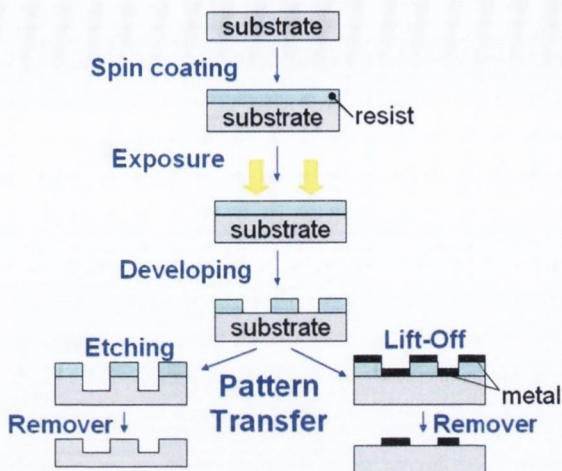 substrate
Spin coating
resist
substrate
Exposure
substrate
Developing
substrate
Etching
Lift-Off
Pattern
Transfer
metal
Remover
Remover